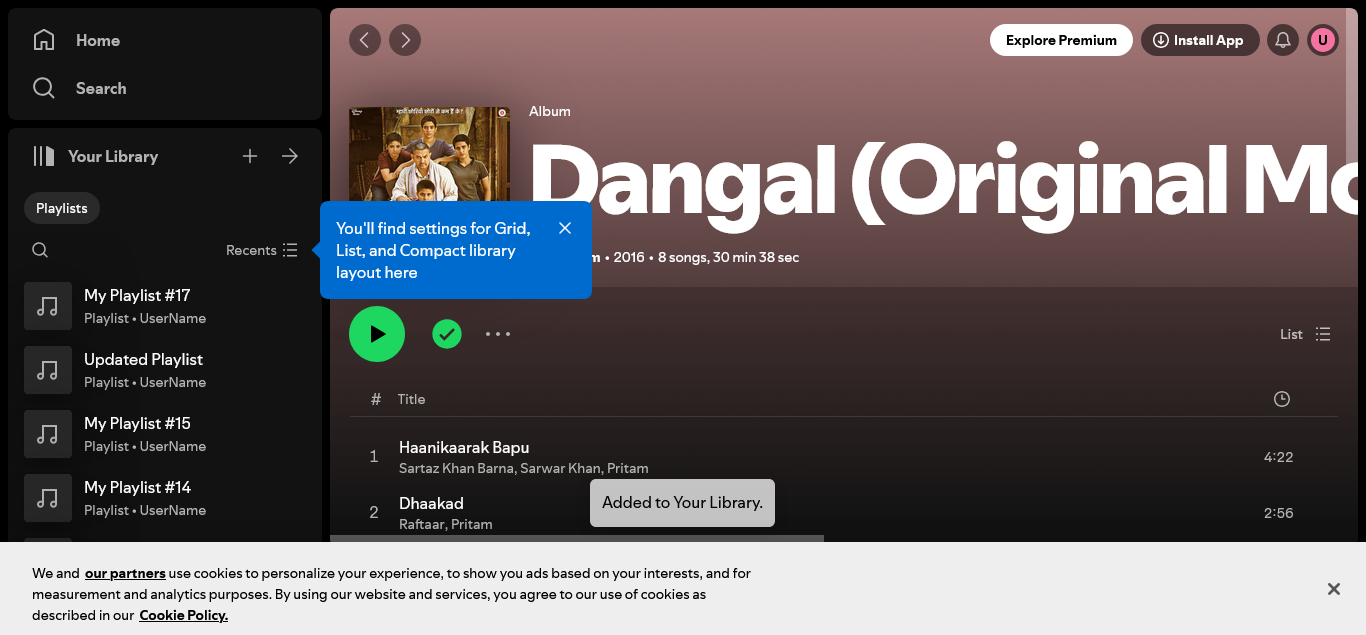 Home
Search
Your Library
Playlists
Recents
My Playlist #17
Playlist • UserName
Updated Playlist
Playlist • UserName
My Playlist #15
Playlist • UserName
My Playlist #14
Playlist • UserName
Explore Premium
Install App
U
Album
Dangal (Original Mo
m • 2016 • 8 songs, 30 min 38 sec
You'll find settings for Grid,
List, and Compact library
layout here
List
# Title
1 Haanikaarak Bapu 4:22
Sartaz Khan Barna, Sarwar Khan, Pritam
2 Dhaakad 2:56
Raftaar, Pritam
Added to Your Library.
We and our partners use cookies to personalize your experience, to show you ads based on your interests, and for
measurement and analytics purposes. By using our website and services, you agree to our use of cookies as
described in our Cookie Policy.